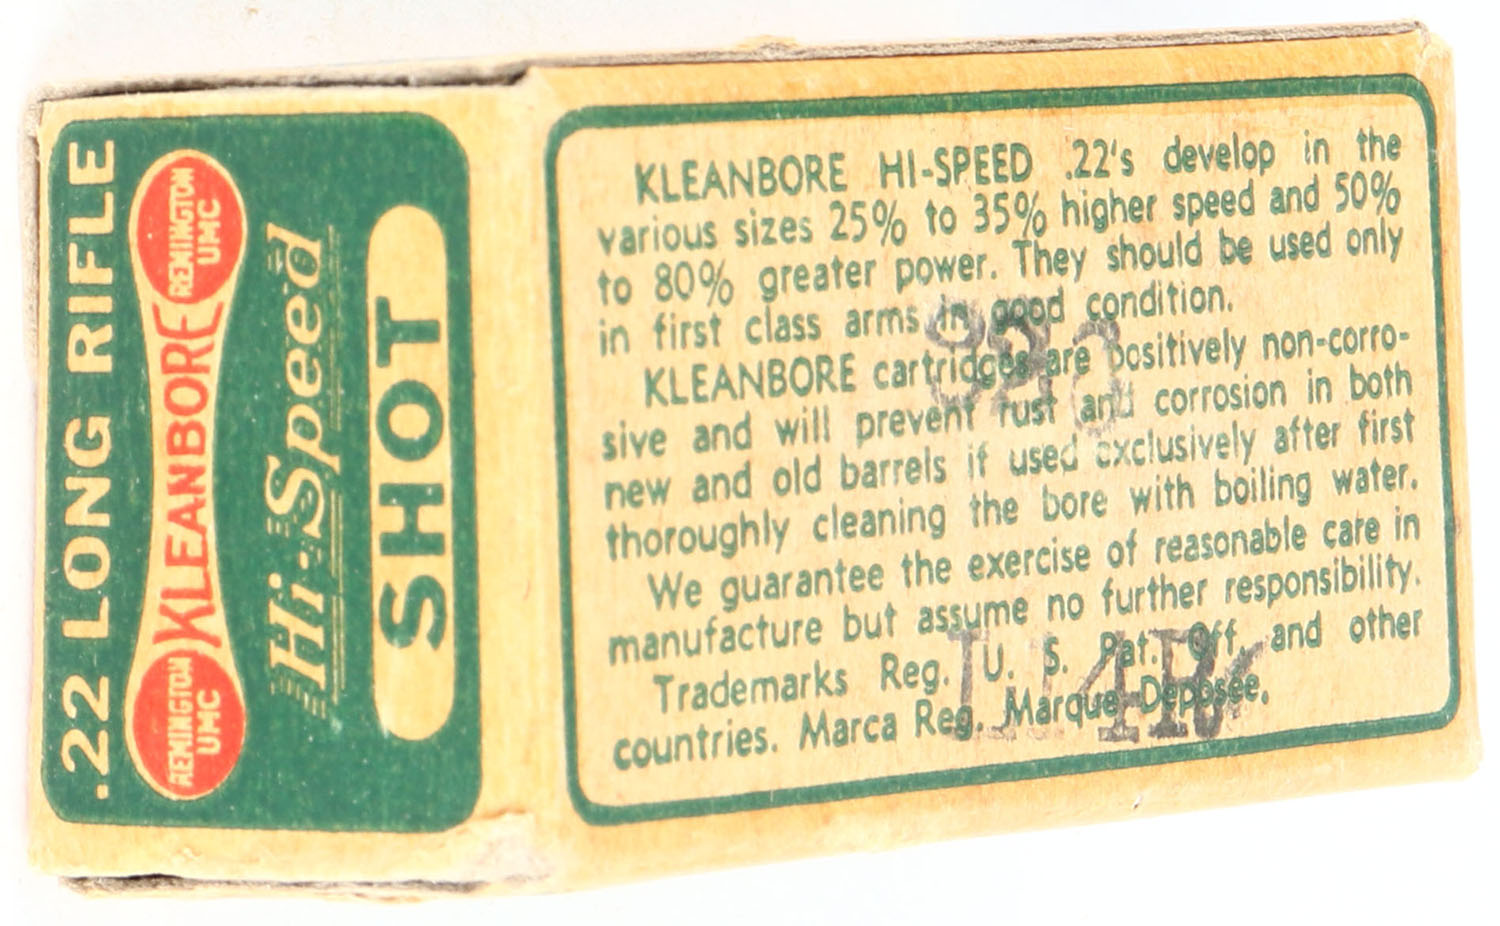 .22 LONG RIFLE
REMINGTON
UMC
KLEANBORE
REMINGTON
UMC
Hi-Speed
SHOT
KLEANBORE HI-SPEED .22's develop in the
various sizes 25% to 35% higher speed and 50%
to 80% greater power. They should be used only
in first class arms in good condition.
KLEANBORE cartridges are positively non-corro-
sive and will prevent rust and corrosion in both
new and old barrels if used exclusively after first
thoroughly cleaning the bore with boiling water.
We guarantee the exercise of reasonable care in
manufacture but assume no further responsibility.
Trademarks Reg. U. S. Pat. Off. and other
countries. Marca Reg. Marque Deposée.